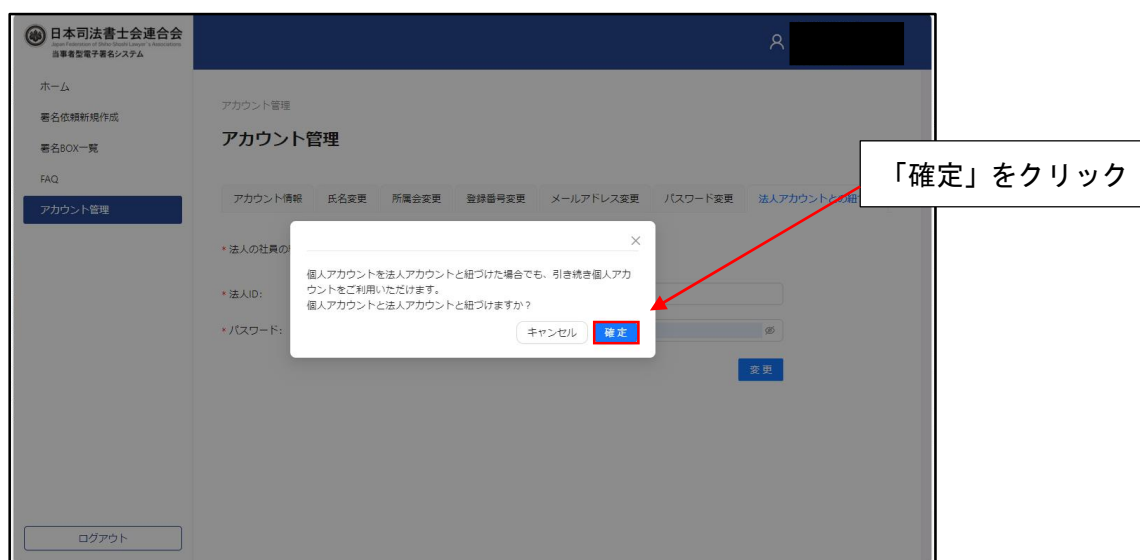 日本司法書士会連合会
Japan Federation of Shiho-Shoshi Lawyer's Associations
当事者型電子署名システム
ホーム
署名依頼新規作成
署名BOX一覧
FAQ
アカウント管理
ログアウト
アカウント管理
アカウント管理
アカウント情報
氏名変更
所属会変更
登録番号変更
メールアドレス変更
パスワード変更
法人アカウントとの紐
* 法人の社員の
* 法人ID:
* パスワード:
変更
個人アカウントを法人アカウントと紐づけた場合でも、引き続き個人アカ
ウントをご利用いただけます。
個人アカウントと法人アカウントと紐づけますか？
キャンセル
確定
「確定」をクリック